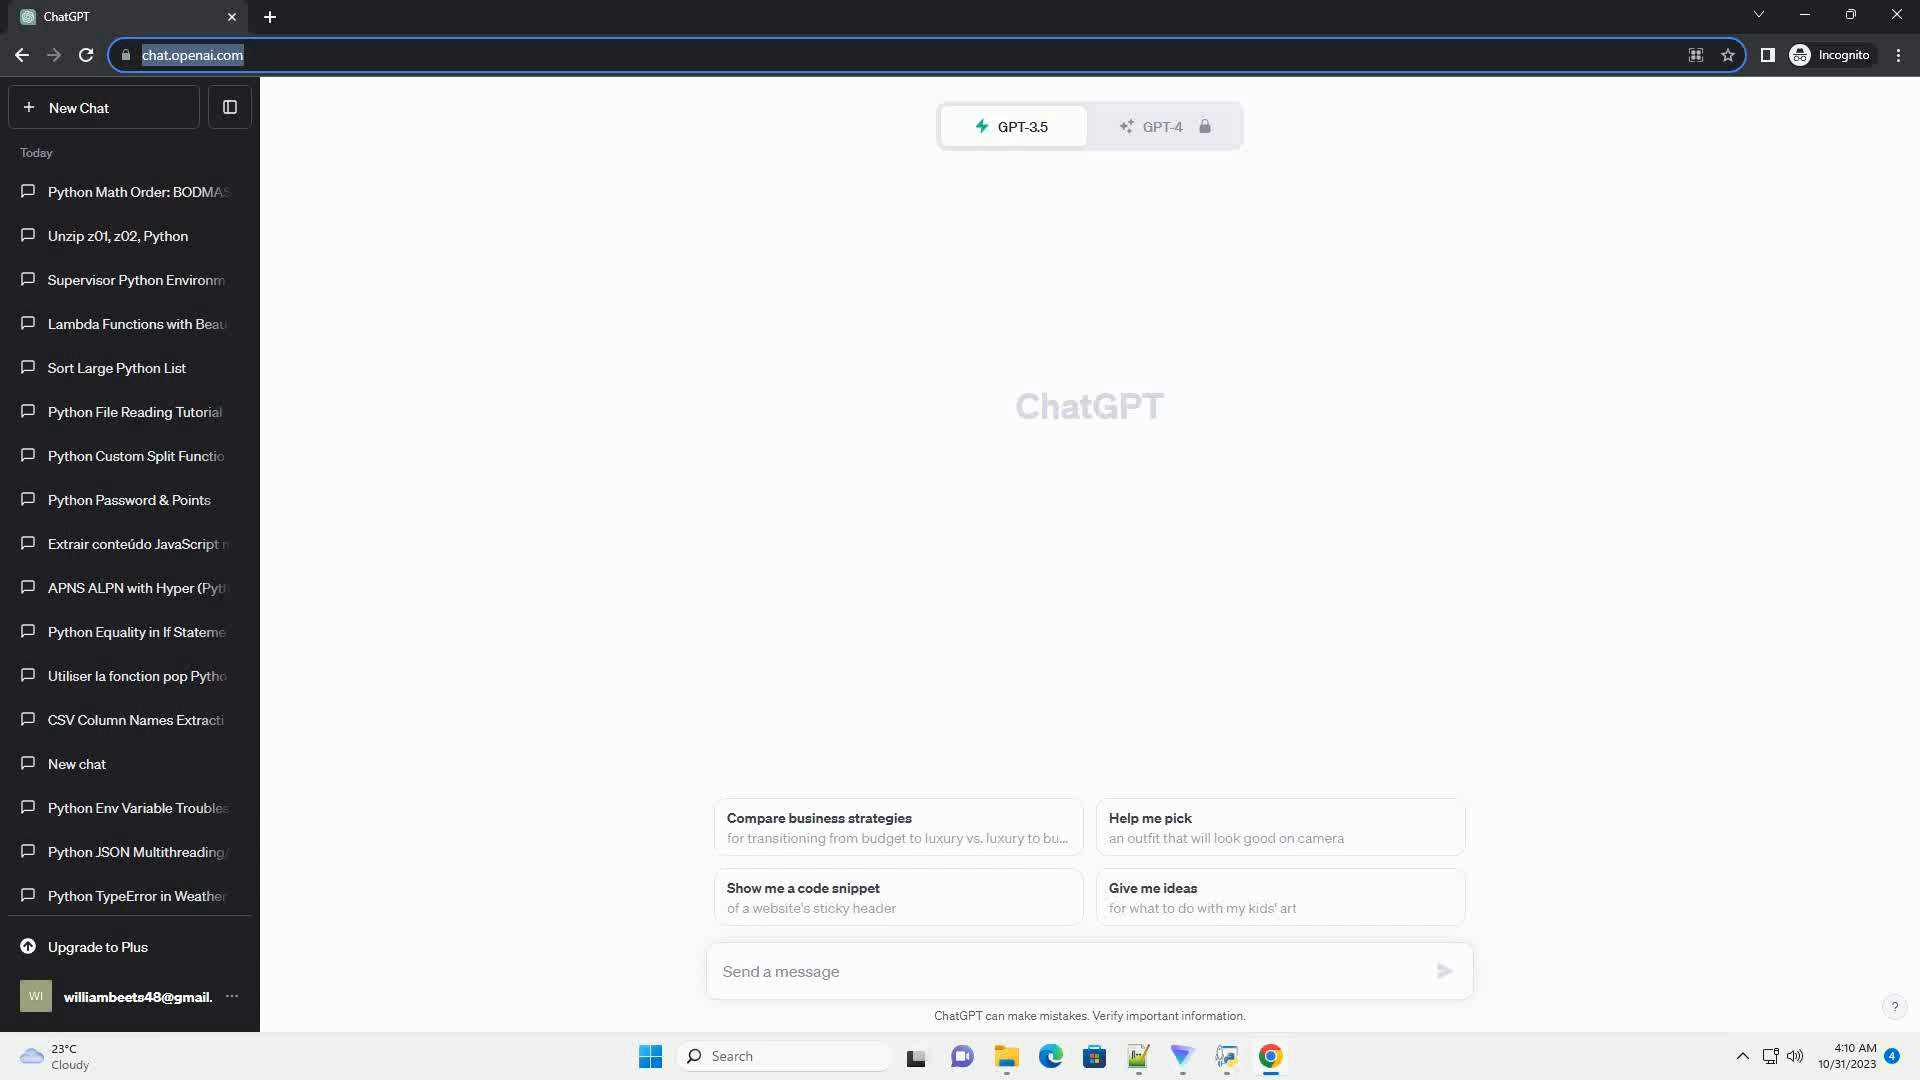 ChatGPT
chat.openai.com
Incognito
New Chat
GPT-3.5
GPT-4
Today
Python Math Order: BODMAS
Unzip z01, z02, Python
Supervisor Python Environm
Lambda Functions with Beau
Sort Large Python List
Python File Reading Tutorial
Python Custom Split Functio
Python Password & Points
Extrair conteúdo JavaScript n
APNS ALPN with Hyper (Pyth
Python Equality in If Stateme
Utiliser la fonction pop Pytho
CSV Column Names Extracti
New chat
Python Env Variable Troubles
Python JSON Multithreading/
Python TypeError in Weather
Upgrade to Plus
WI
williambeets48@gmail.
ChatGPT
Compare business strategies
for transitioning from budget to luxury vs. luxury to bu...
Help me pick
an outfit that will look good on camera
Show me a code snippet
of a website's sticky header
Give me ideas
for what to do with my kids' art
Send a message
ChatGPT can make mistakes. Verify important information.
?
23°C
Cloudy
Search
4:10 AM
10/31/2023
4